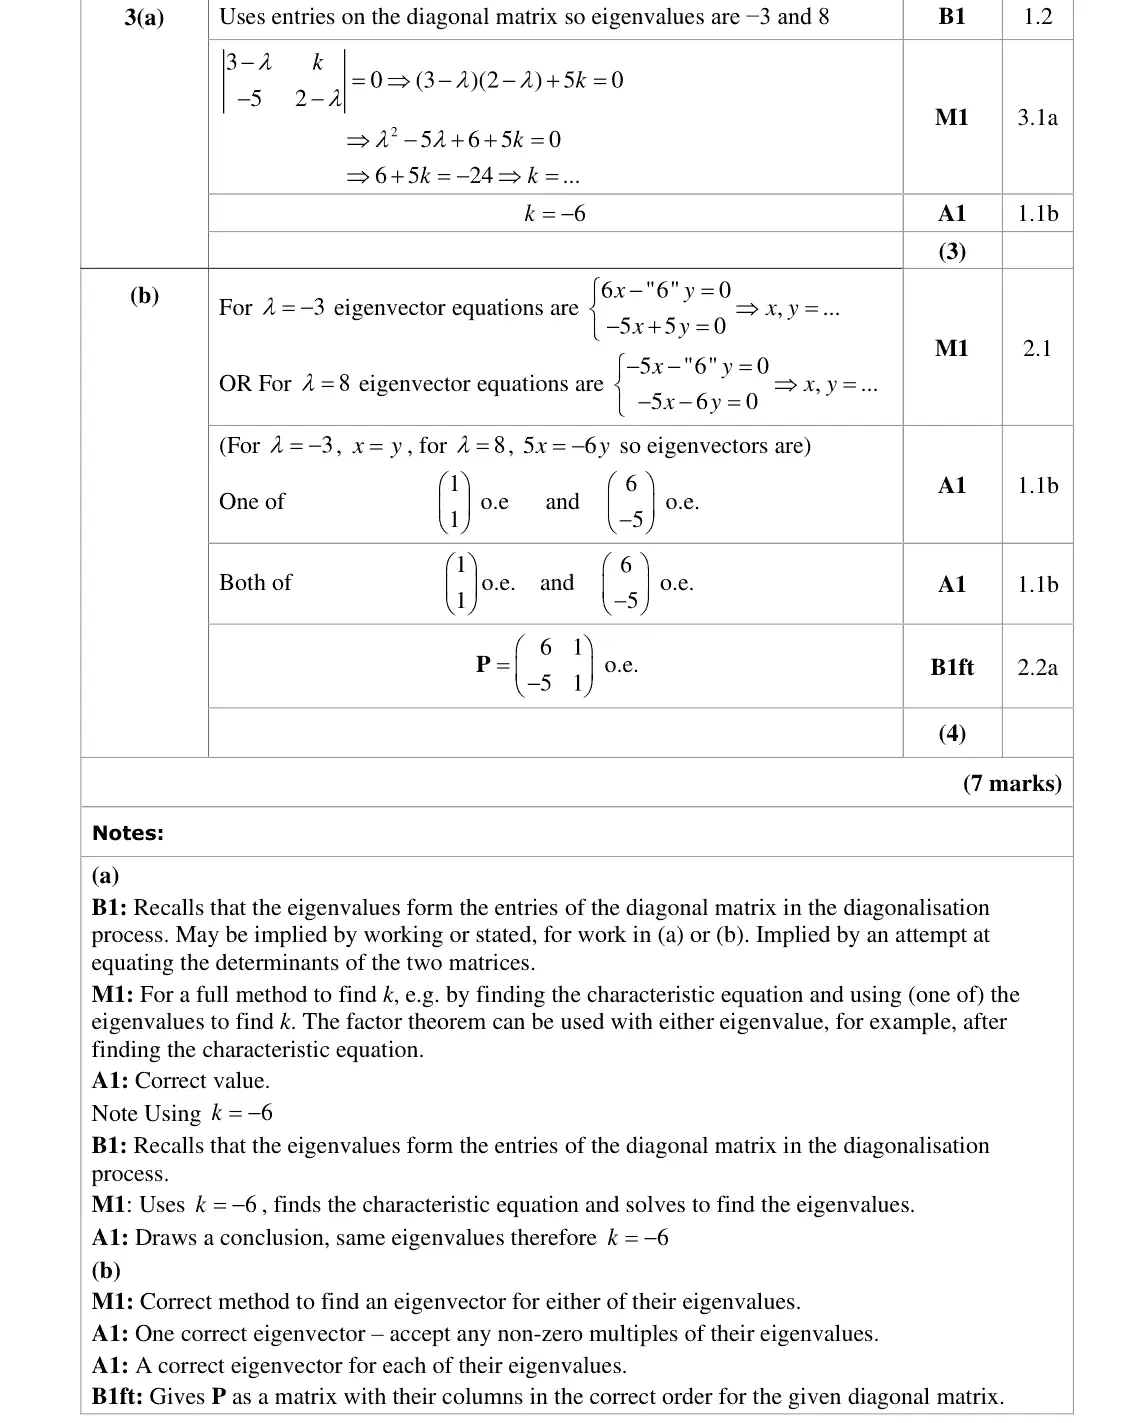 3(a) Uses entries on the diagonal matrix so eigenvalues are −3 and 8 B1 1.2
|3−λ k| |−5 2−λ| = 0 ⇒ (3−λ)(2−λ)+5k = 0
⇒ λ² − 5λ + 6 + 5k = 0
M1 3.1a
⇒ 6+5k = −24 ⇒ k = ...
k = −6 A1 1.1b
(3)
(b) For λ = −3 eigenvector equations are {6x−"6"y = 0 −5x+5y = 0 ⇒ x, y = ...
M1 2.1
OR For λ = 8 eigenvector equations are {−5x−"6"y = 0 −5x−6y = 0 ⇒ x, y = ...
(For λ = −3, x = y, for λ = 8, 5x = −6y so eigenvectors are)
One of (1 1) o.e and (6 −5) o.e. A1 1.1b
Both of (1 1) o.e. and (6 −5) o.e. A1 1.1b
P = (6 1 −5 1) o.e. B1ft 2.2a
(4)
(7 marks)
Notes:
(a)
B1: Recalls that the eigenvalues form the entries of the diagonal matrix in the diagonalisation
process. May be implied by working or stated, for work in (a) or (b). Implied by an attempt at
equating the determinants of the two matrices.
M1: For a full method to find k, e.g. by finding the characteristic equation and using (one of) the
eigenvalues to find k. The factor theorem can be used with either eigenvalue, for example, after
finding the characteristic equation.
A1: Correct value.
Note Using k = −6
B1: Recalls that the eigenvalues form the entries of the diagonal matrix in the diagonalisation
process.
M1: Uses k = −6, finds the characteristic equation and solves to find the eigenvalues.
A1: Draws a conclusion, same eigenvalues therefore k = −6
(b)
M1: Correct method to find an eigenvector for either of their eigenvalues.
A1: One correct eigenvector – accept any non-zero multiples of their eigenvalues.
A1: A correct eigenvector for each of their eigenvalues.
B1ft: Gives P as a matrix with their columns in the correct order for the given diagonal matrix.